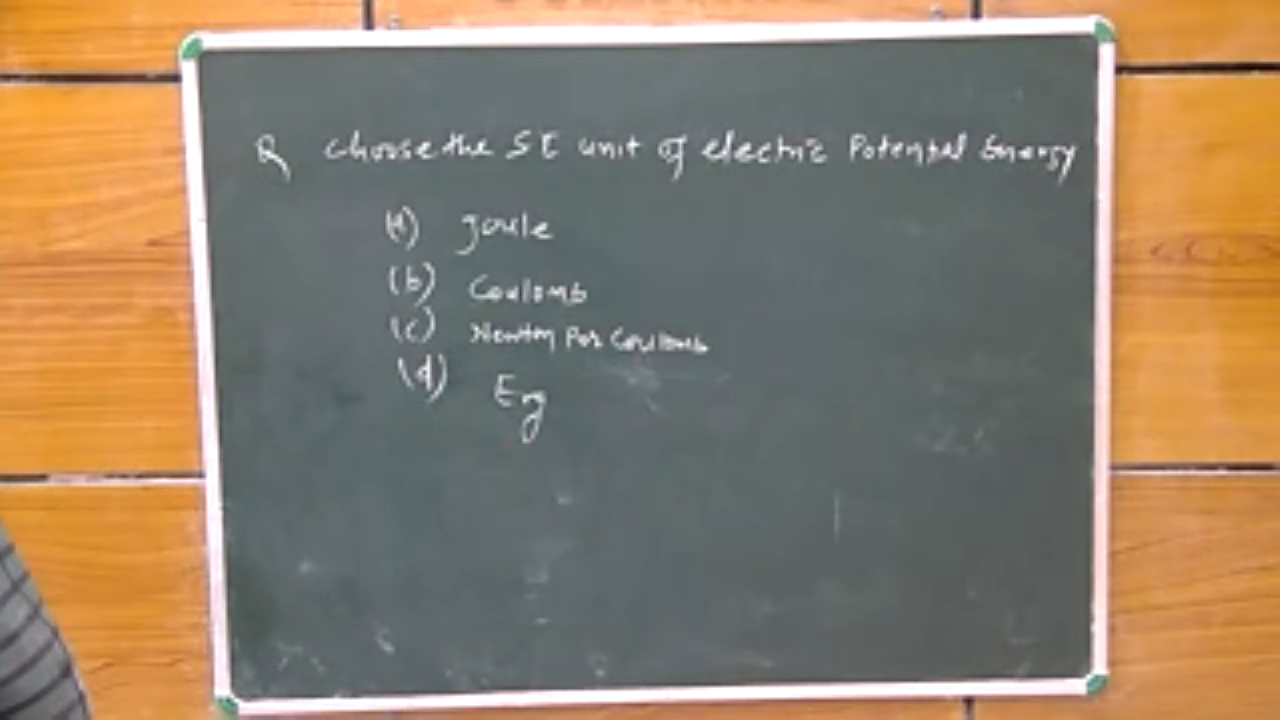 Q choose the SI unit of electric Potential Energy
(a) Joule
(b) Coulomb
(c) Newton Per Coulomb
(d) Erg